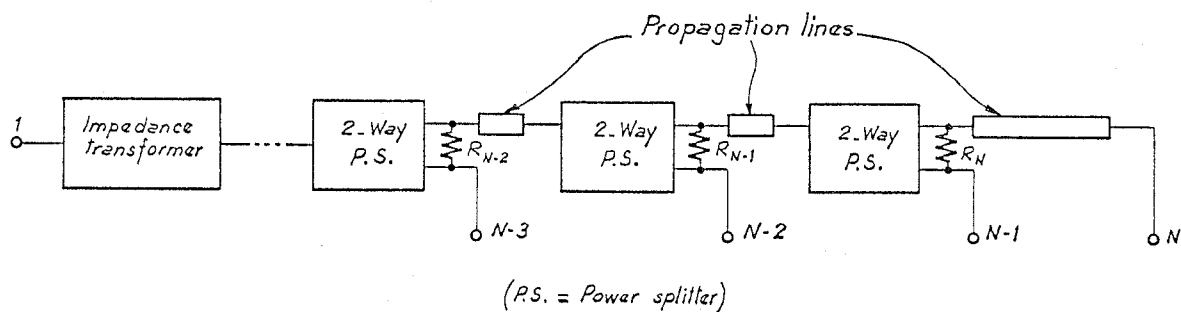 Propagation lines
1
Impedance
transformer
2-Way
P.S.
R_{N-2}
2-Way
P.S.
R_{N-1}
2-Way
P.S.
R_N
N-3
N-2
N-1
N
(P.S. = Power splitter)